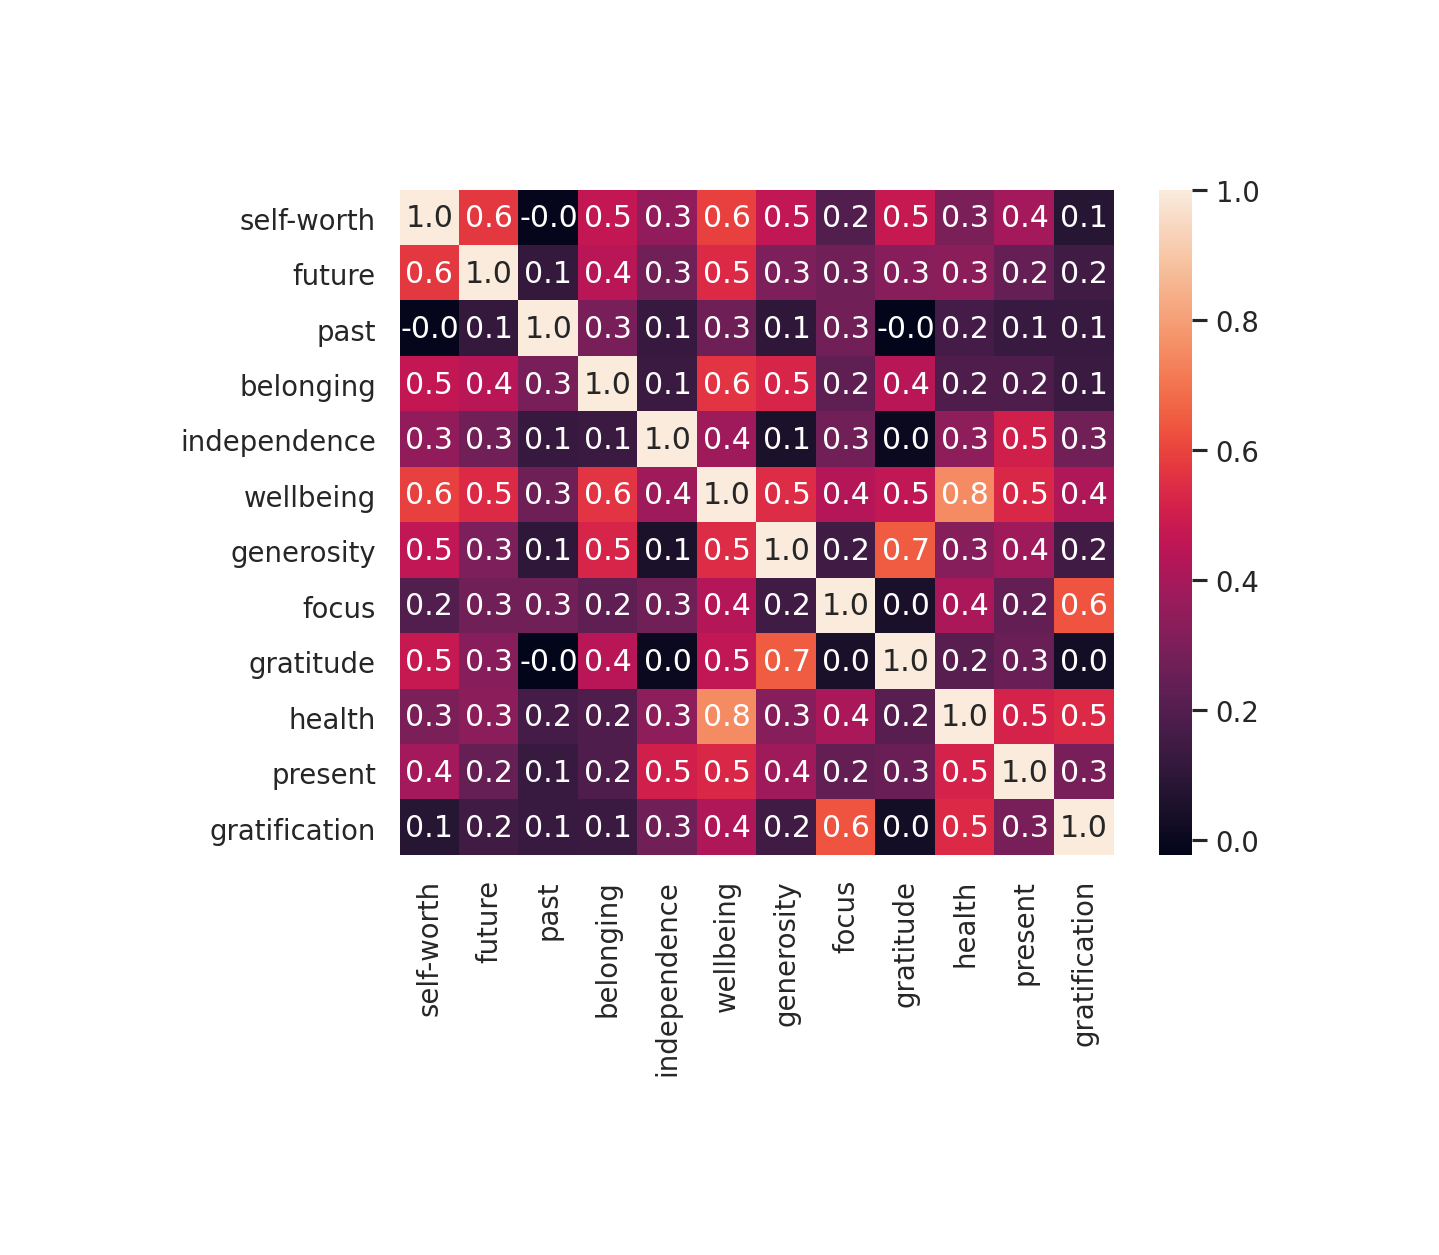 self-worth 1.0 0.6 -0.0 0.5 0.3 0.6 0.5 0.2 0.5 0.3 0.4 0.1
future 0.6 1.0 0.1 0.4 0.3 0.5 0.3 0.3 0.3 0.3 0.2 0.2
past -0.0 0.1 1.0 0.3 0.1 0.3 0.1 0.3 -0.0 0.2 0.1 0.1
belonging 0.5 0.4 0.3 1.0 0.1 0.6 0.5 0.2 0.4 0.2 0.2 0.1
independence 0.3 0.3 0.1 0.1 1.0 0.4 0.1 0.3 0.0 0.3 0.5 0.3
wellbeing 0.6 0.5 0.3 0.6 0.4 1.0 0.5 0.4 0.5 0.8 0.5 0.4
generosity 0.5 0.3 0.1 0.5 0.1 0.5 1.0 0.2 0.7 0.3 0.4 0.2
focus 0.2 0.3 0.3 0.2 0.3 0.4 0.2 1.0 0.0 0.4 0.2 0.6
gratitude 0.5 0.3 -0.0 0.4 0.0 0.5 0.7 0.0 1.0 0.2 0.3 0.0
health 0.3 0.3 0.2 0.2 0.3 0.8 0.3 0.4 0.2 1.0 0.5 0.5
present 0.4 0.2 0.1 0.2 0.5 0.5 0.4 0.2 0.3 0.5 1.0 0.3
gratification 0.1 0.2 0.1 0.1 0.3 0.4 0.2 0.6 0.0 0.5 0.3 1.0
self-worth
future
past
belonging
independence
wellbeing
generosity
focus
gratitude
health
present
gratification
1.0
0.8
0.6
0.4
0.2
0.0